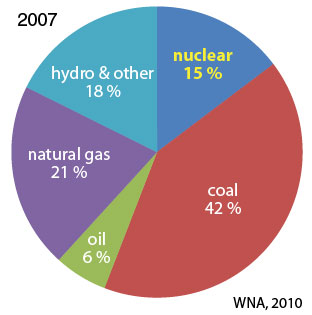 2007
nuclear
15 %
hydro & other
18 %
natural gas
21 %
coal
42 %
oil
6 %
WNA, 2010